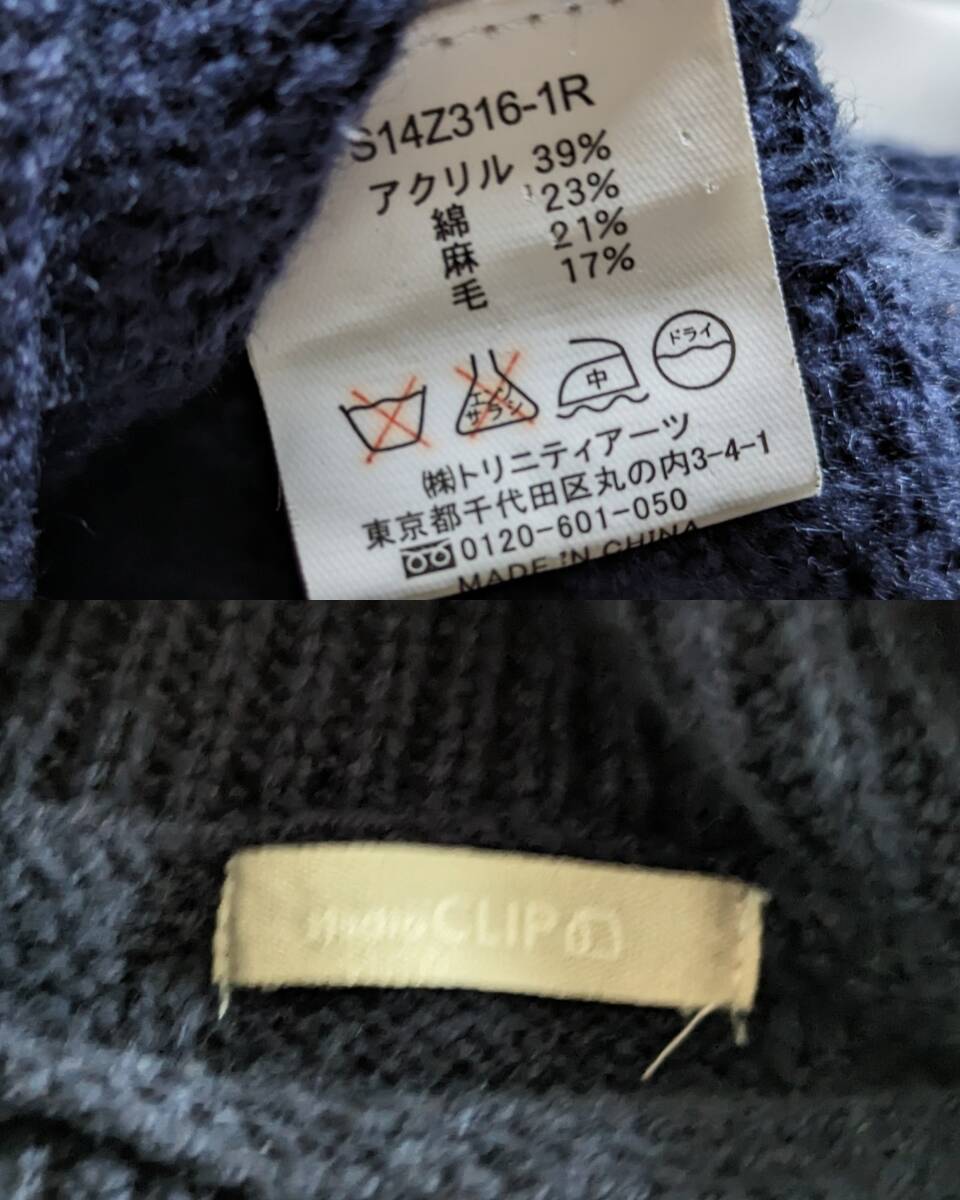 S14Z316-1R
アクリル 39%
綿 23%
麻 21%
毛 17%
エンソ
サラシ
中
ドライ
㈱トリニティアーツ
東京都千代田区丸の内3-4-1
0120-601-050
MADE IN CHINA
studio CLIP